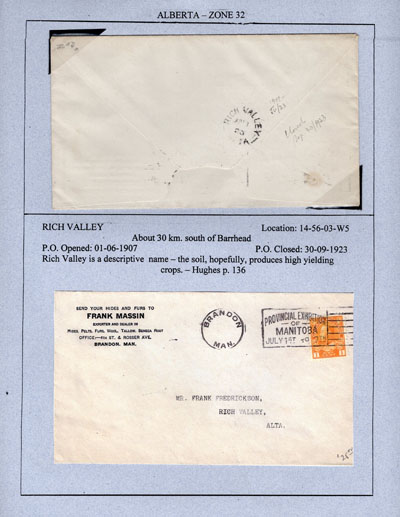 ALBERTA – ZONE 32
RICH VALLEY
RICH VALLEY
Location: 14-56-03-W5
About 30 km. south of Barrhead
P.O. Opened: 01-06-1907
P.O. Closed: 30-09-1923
Rich Valley is a descriptive name – the soil, hopefully, produces high yielding
crops. – Hughes p. 136
SEND YOUR HIDES AND FURS TO
FRANK MASSIN
EXPORTER AND DEALER IN
HIDES, PELTS, FURS, WOOL, TALLOW, SENECA ROOT
OFFICE:-4TH ST. & ROSSER AVE.
BRANDON, MAN.
BRANDON
MAN.
PROVINCIAL EXHIBITION
OF
MANITOBA
MR. FRANK FREDRICKSON,
RICH VALLEY,
ALTA.